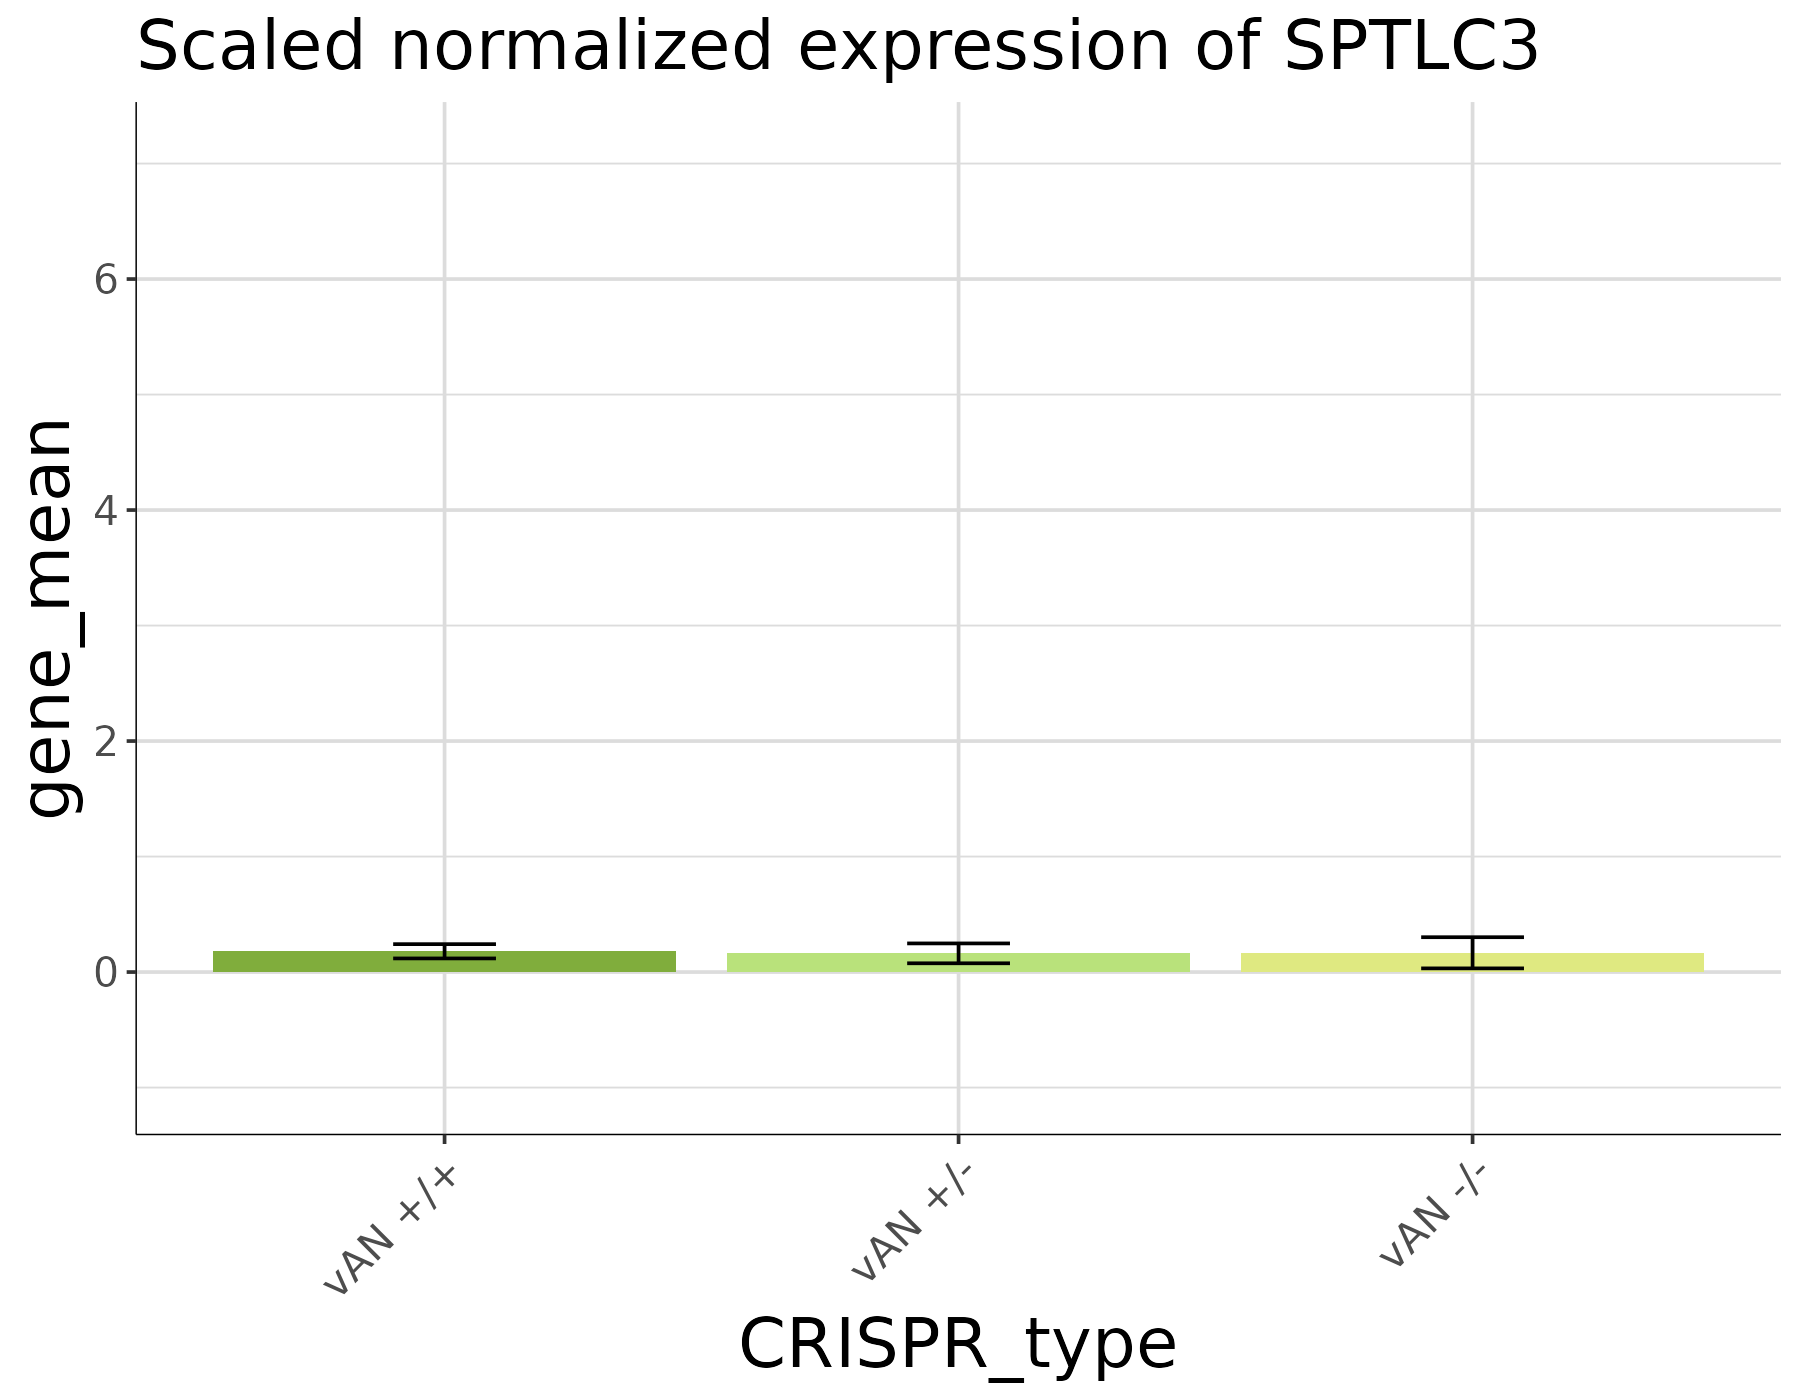 Scaled normalized expression of SPTLC3
gene_mean
6
4
2
0
vAN +/+
vAN +/-
vAN -/-
CRISPR_type